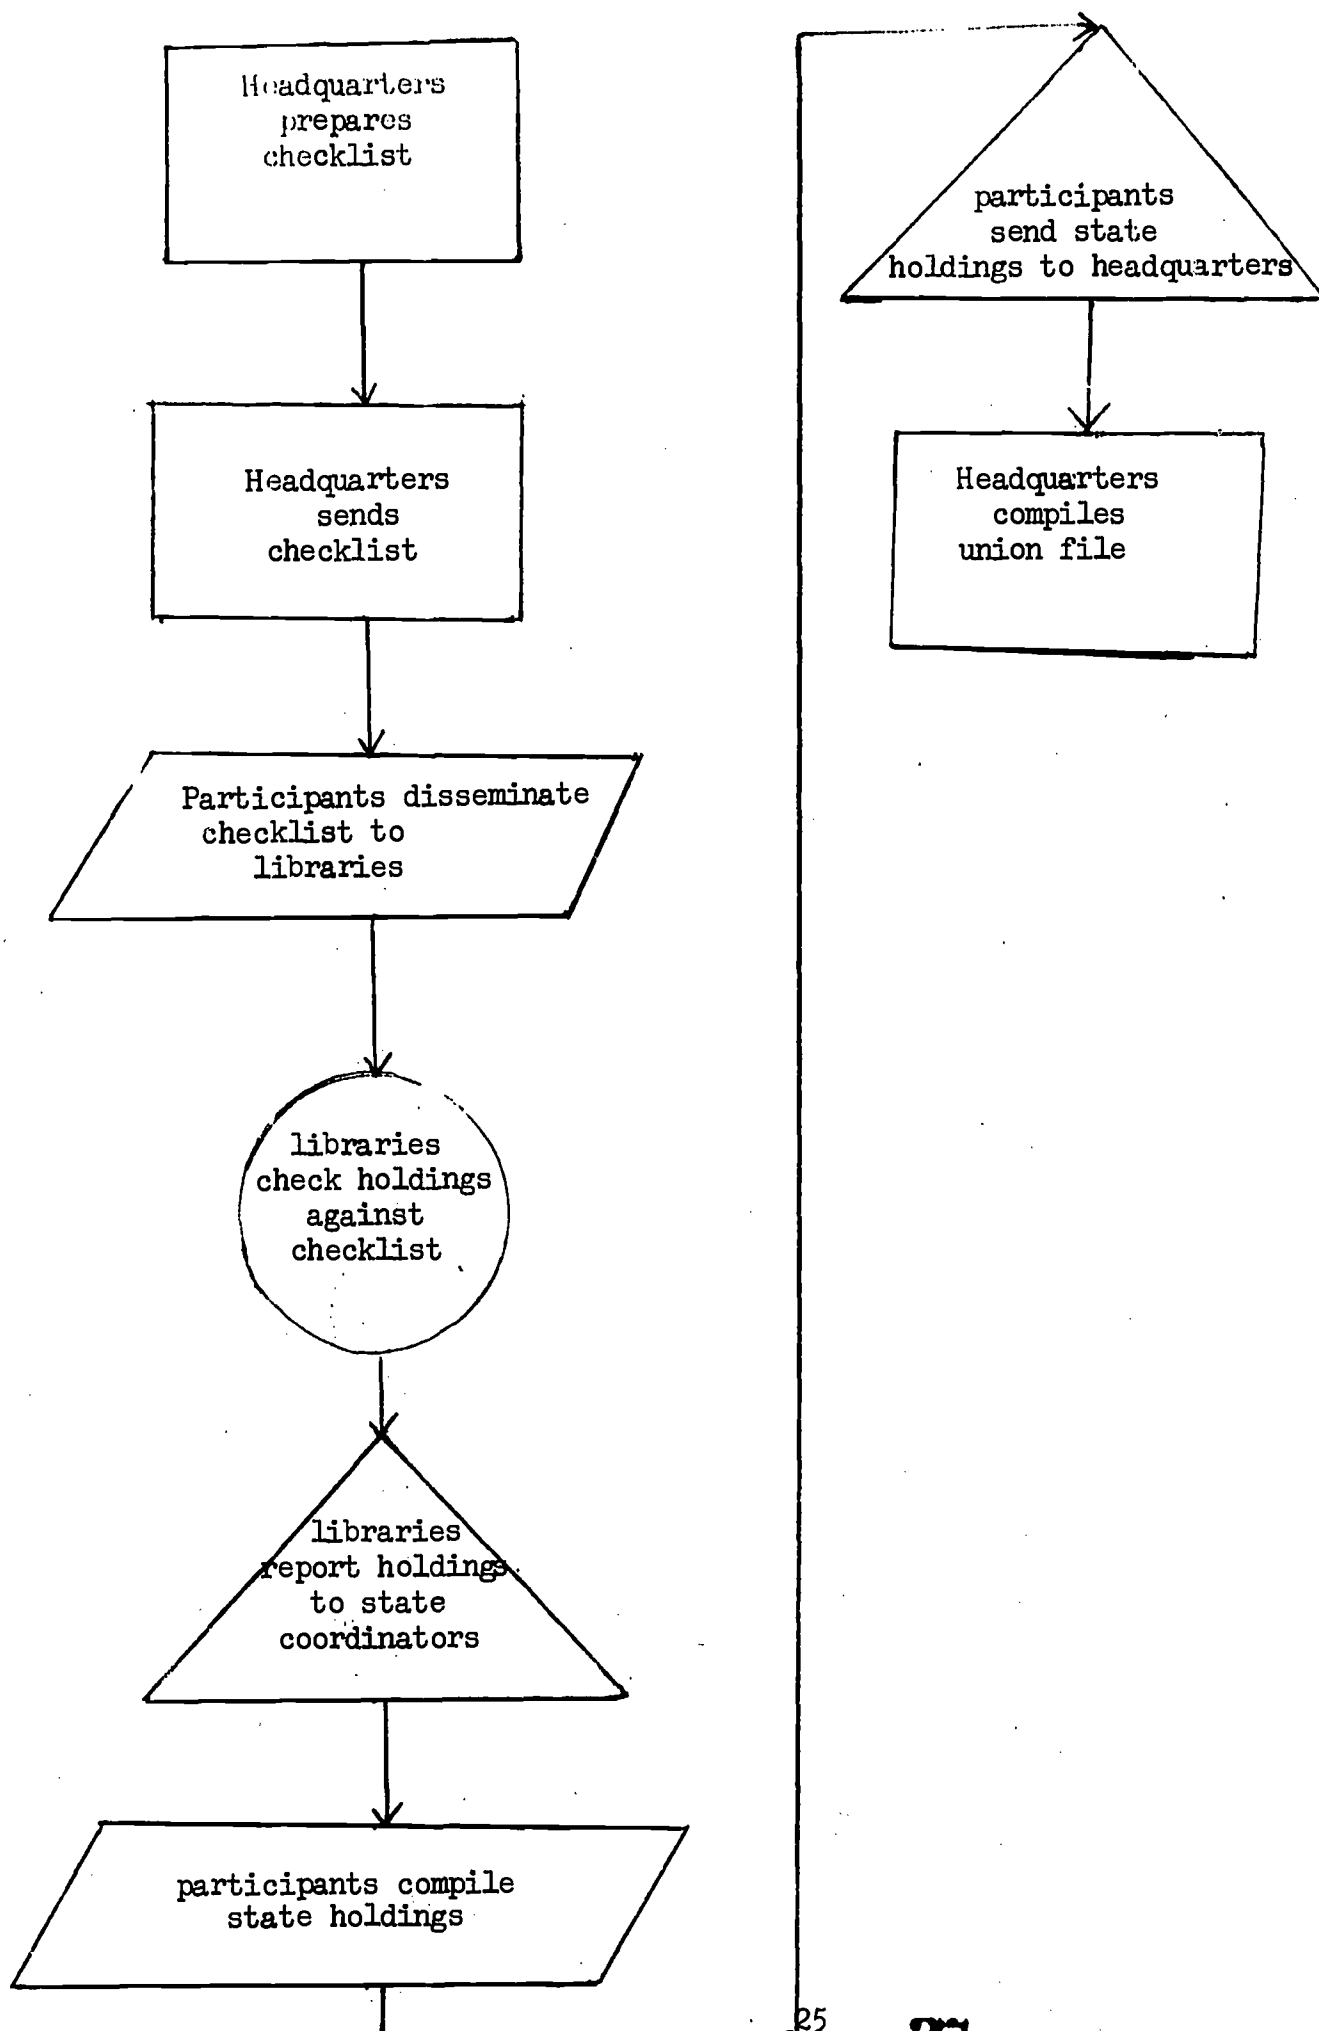 Headquarters
prepares
checklist
Headquarters
sends
checklist
Participants disseminate
checklist to
libraries
libraries
check holdings
against
checklist
libraries
report holdings
to state
coordinators
participants compile
state holdings
participants
send state
holdings to headquarters
Headquarters
compiles
union file
25